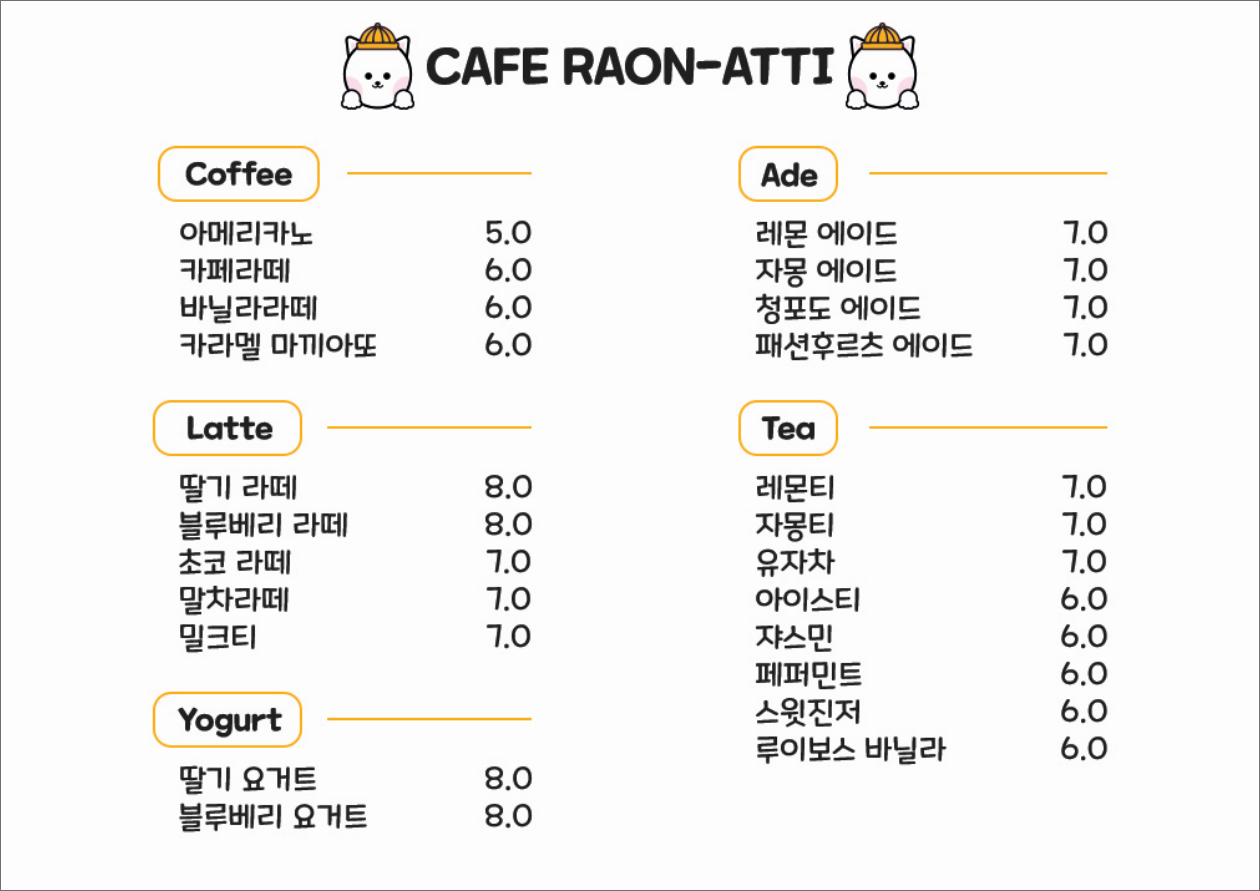 CAFE RAON-ATTI
Coffee
아메리카노 5.0
카페라떼 6.0
바닐라라떼 6.0
카라멜 마끼아또 6.0
Latte
딸기 라떼 8.0
블루베리 라떼 8.0
초코 라떼 7.0
말차라떼 7.0
밀크티 7.0
Yogurt
딸기 요거트 8.0
블루베리 요거트 8.0
Ade
레몬 에이드 7.0
자몽 에이드 7.0
청포도 에이드 7.0
패션후르츠 에이드 7.0
Tea
레몬티 7.0
자몽티 7.0
유자차 7.0
아이스티 6.0
쟈스민 6.0
페퍼민트 6.0
스윗진저 6.0
루이보스 바닐라 6.0